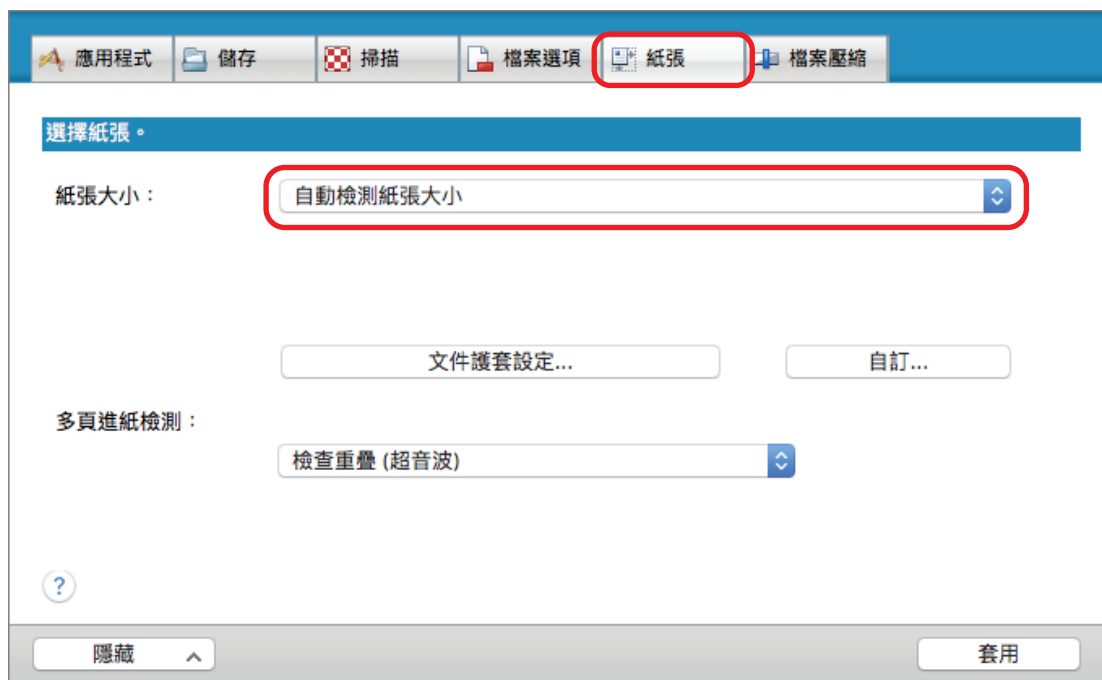 應用程式 儲存 掃描 檔案選項 紙張 檔案壓縮
選擇紙張。
紙張大小： 自動檢測紙張大小
文件護套設定... 自訂...
多頁進紙檢測：
檢查重疊 (超音波)
?
隱藏 套用